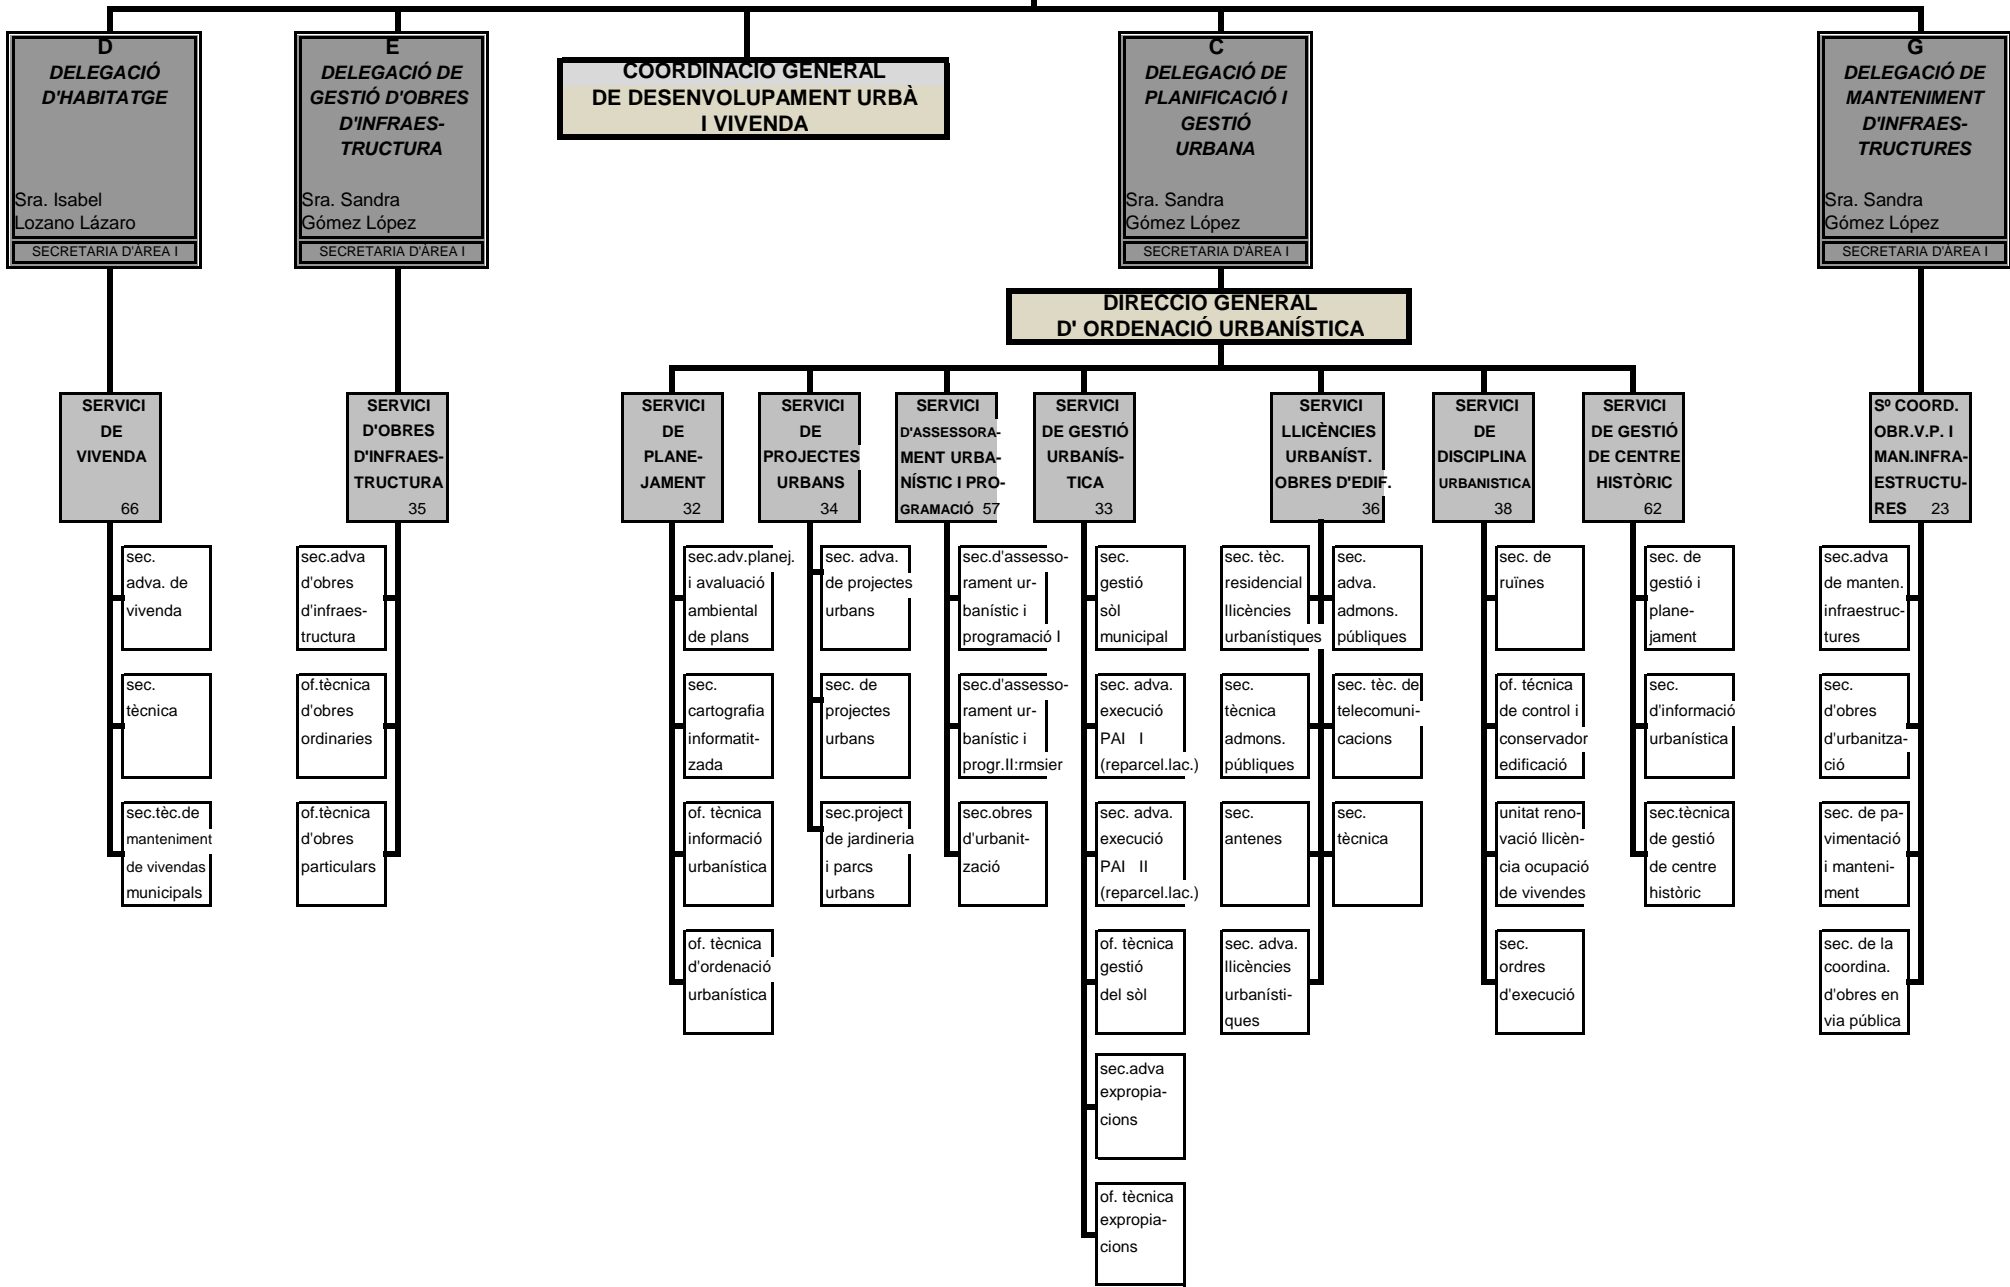 D
DELEGACIÓ
D'HABITATGE
Sra. Isabel
Lozano Lázaro
SECRETARIA D'ÀREA I
E
DELEGACIÓ DE
GESTIÓ D'OBRES
D'INFRAES-
TRUCTURA
Sra. Sandra
Gómez López
SECRETARIA D'ÀREA I
COORDINACIÓ GENERAL
DE DESENVOLUPAMENT URBÀ
I VIVENDA
C
DELEGACIÓ DE
PLANIFICACIÓ I
GESTIÓ
URBANA
Sra. Sandra
Gómez López
SECRETARIA D'ÀREA I
G
DELEGACIÓ DE
MANTENIMENT
D'INFRAES-
TRUCTURES
Sra. Sandra
Gómez López
SECRETARIA D'ÀREA I
DIRECCIÓ GENERAL
D' ORDENACIÓ URBANÍSTICA
SERVICI
DE
VIVENDA
66
sec.
adva. de
vivenda
sec.
tècnica
sec.tèc.de
manteniment
de vivendas
municipals
SERVICI
D'OBRES
D'INFRAES-
TRUCTURA
35
sec.adva
d'obres
d'infraes-
tructura
of.tècnica
d'obres
ordinaries
of.tècnica
d'obres
particulars
SERVICI
DE
PLANE-
JAMENT
32
sec.adv.planej.
i avaluació
ambiental
de plans
sec.
cartografia
informatit-
zada
of. tècnica
informació
urbanística
of. tècnica
d'ordenació
urbanística
SERVICI
DE
PROJECTES
URBANS
34
sec. adva.
de projectes
urbans
sec. de
projectes
urbans
sec.project
de jardineria
i parcs
urbans
SERVICI
D'ASSESSORA-
MENT URBA-
NÍSTIC I PRO-
GRAMACIÓ 57
sec.d'assesso-
rament ur-
banístic i
programació I
sec.d'assesso-
rament ur-
banístic i
progr.II:rmsier
sec.obres
d'urbanit-
zació
SERVICI
DE GESTIÓ
URBANÍS-
TICA
33
sec.
gestió
sòl
municipal
sec. adva.
execució
PAI I
(reparcel.lac.)
sec. adva.
execució
PAI II
(reparcel.lac.)
of. tècnica
gestió
del sòl
sec.adva
expropia-
cions
of. tècnica
expropia-
cions
SERVICI
LLICÈNCIES
URBANÍST.
OBRES D'EDIF.
36
sec. tèc.
residencial
llicències
urbanístiques
sec.
adva.
admons.
públiques
sec.
tècnica
admons.
públiques
sec. tèc. de
telecomuni-
cacions
sec.
antenes
sec.
tècnica
sec. adva.
llicències
urbanísti-
ques
SERVICI
DE
DISCIPLINA
URBANISTICA
38
sec. de
ruïnes
of. técnica
de control i
conservador
edificació
unitat reno-
vació llicèn-
cia ocupació
de vivendes
sec.
ordres
d'execució
SERVICI
DE GESTIÓ
DE CENTRE
HISTÒRIC
62
sec. de
gestió i
plane-
jament
sec.
d'informació
urbanística
sec.tècnica
de gestió
de centre
històric
Sº COORD.
OBR.V.P. I
MAN.INFRA-
ESTRUCTU-
RES 23
sec.adva
de manten.
infraestruc-
tures
sec.
d'obres
d'urbanitza-
ció
sec. de pa-
vimentació
i manteni-
ment
sec. de la
coordina.
d'obres en
via pública